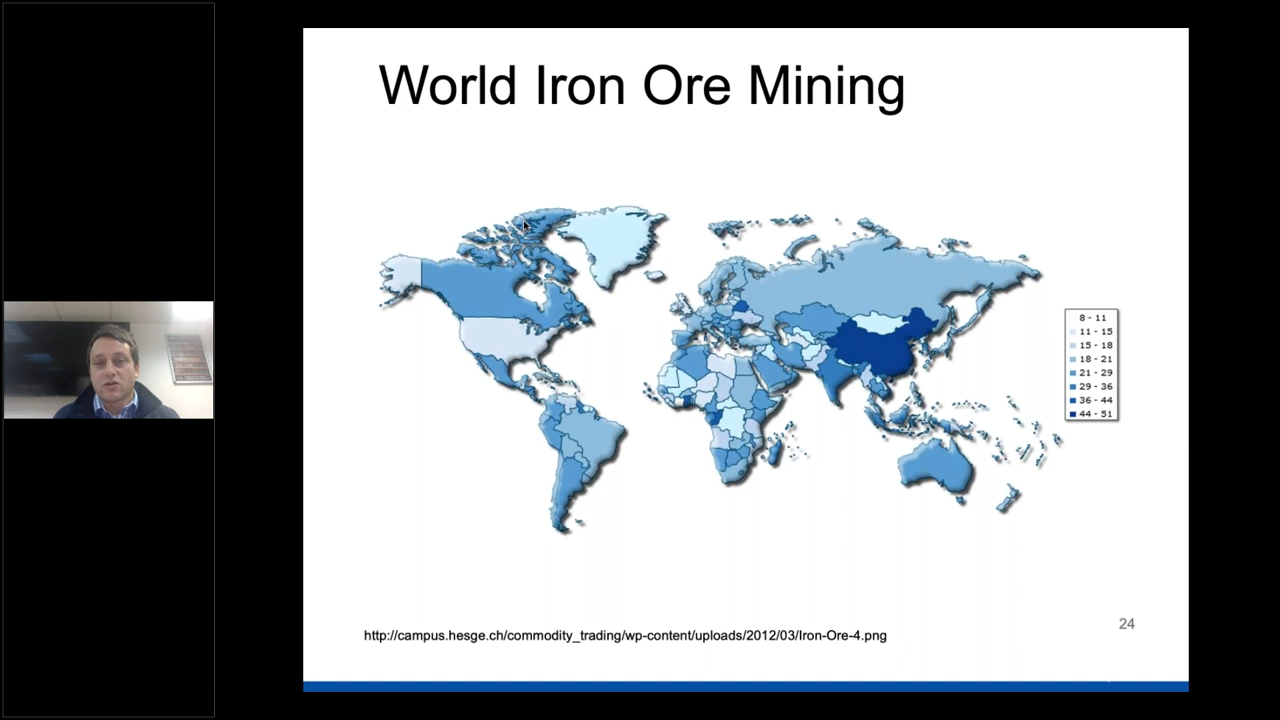 World Iron Ore Mining
8 - 11
11 - 15
15 - 18
18 - 21
21 - 29
29 - 36
36 - 44
44 - 51
http://campus.hesge.ch/commodity_trading/wp-content/uploads/2012/03/Iron-Ore-4.png
24